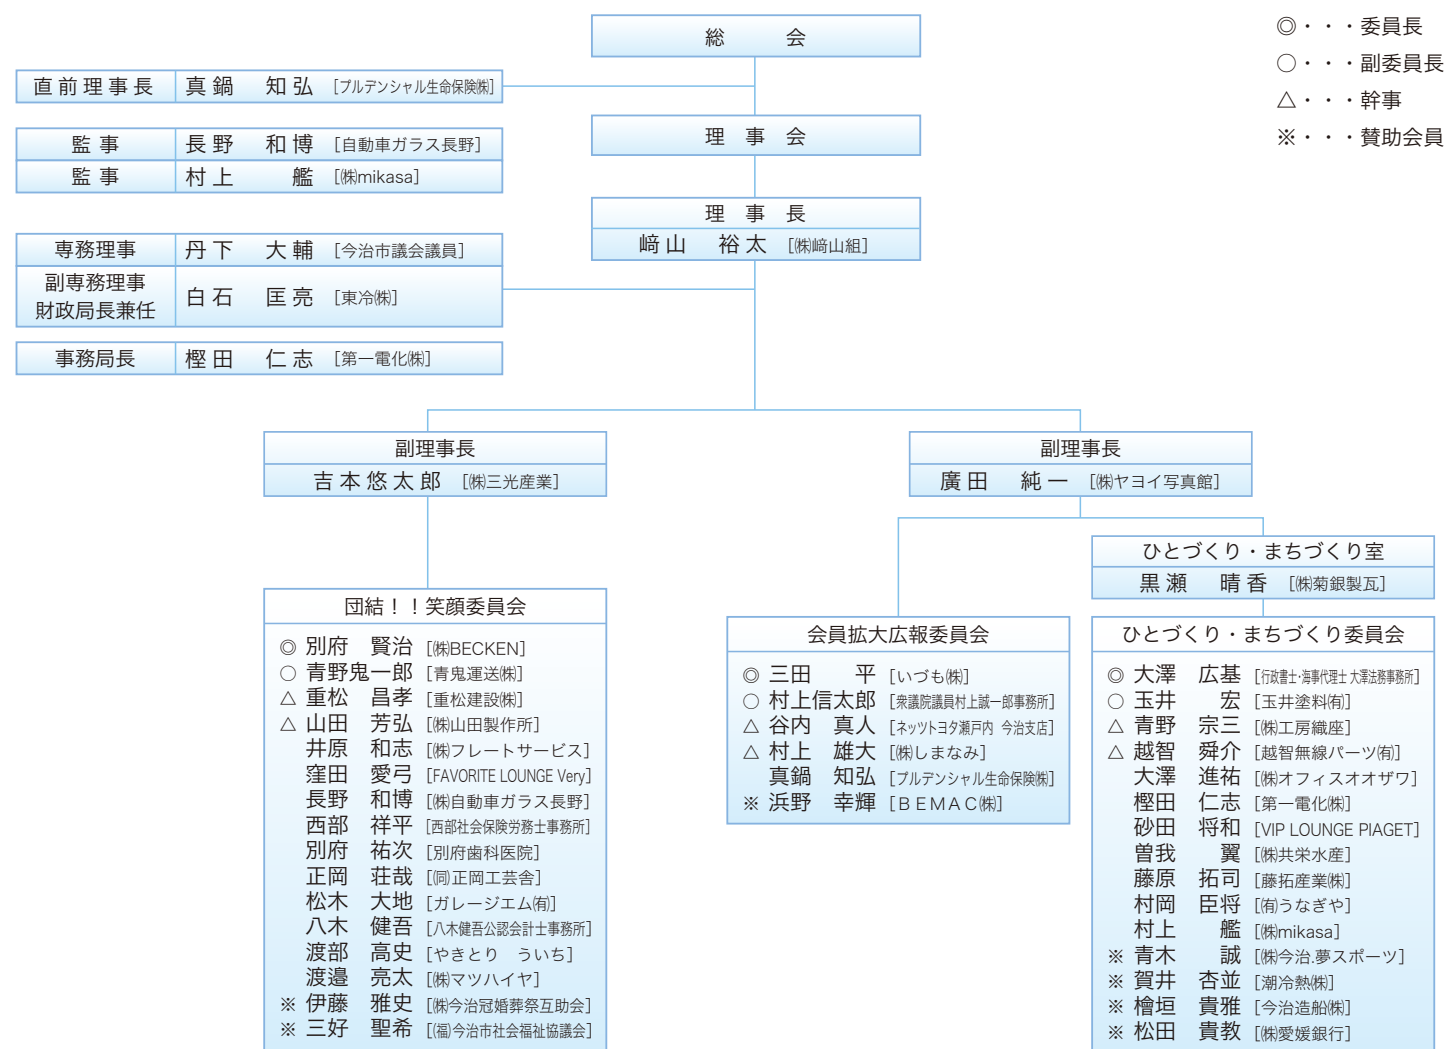 総　会
◎・・・委員長
○・・・副委員長
△・・・幹事
※・・・賛助会員
直前理事長 真鍋　知弘 [プルデンシャル生命保険㈱]
理　事　会
監事 長野　和博 [自動車ガラス長野]
監事 村上　艦 [㈱mikasa]
理　事　長
﨑山　裕太 [㈱﨑山組]
専務理事 丹下　大輔 [今治市議会議員]
副専務理事
財政局長兼任 白石　匡亮 [東冷㈱]
事務局長 樫田　仁志 [第一電化㈱]
副理事長
吉本悠太郎 [㈱三光産業]
副理事長
廣田　純一 [㈱ヤヨイ写真館]
ひとづくり・まちづくり室
黒瀬　晴香 [㈱菊銀製瓦]
団結！！笑顔委員会
◎ 別府　賢治 [㈱BECKEN]
○ 青野鬼一郎 [青鬼運送㈱]
△ 重松　昌孝 [重松建設㈱]
△ 山田　芳弘 [㈱山田製作所]
井原　和志 [㈱フレートサービス]
窪田　愛弓 [FAVORITE LOUNGE Very]
長野　和博 [㈱自動車ガラス長野]
西部　祥平 [西部社会保険労務士事務所]
別府　祐次 [別府歯科医院]
正岡　荘哉 [㈲正岡工芸舎]
松木　大地 [ガレージエム㈲]
八木　健吾 [八木健吾公認会計士事務所]
渡部　高史 [やきとり　ういち]
渡邉　亮太 [㈱マツハイヤ]
※ 伊藤　雅史 [㈱今治冠婚葬祭互助会]
※ 三好　聖希 [(福)今治市社会福祉協議会]
会員拡大広報委員会
◎ 三田　平 [いづも㈱]
○ 村上信太郎 [衆議院議員村上誠一郎事務所]
△ 谷内　真人 [ネッツトヨタ瀬戸内 今治支店]
△ 村上　雄大 [㈱しまなみ]
真鍋　知弘 [プルデンシャル生命保険㈱]
※ 浜野　幸輝 [ＢＥＭＡＣ㈱]
ひとづくり・まちづくり委員会
◎ 大澤　広基 [行政書士・海事代理士 大澤法務事務所]
○ 玉井　宏 [玉井塗料㈲]
△ 青野　宗三 [㈱工房織座]
△ 越智　舜介 [越智無線パーツ㈲]
大澤　進祐 [㈱オフィスオオザワ]
樫田　仁志 [第一電化㈱]
砂田　将和 [VIP LOUNGE PIAGET]
曽我　翼 [㈱共栄水産]
藤原　拓司 [藤拓産業㈱]
村岡　臣将 [㈲うなぎや]
村上　艦 [㈱mikasa]
※ 青木　誠 [㈱今治.夢スポーツ]
※ 賀井　杏並 [潮冷熱㈱]
※ 檜垣　貴雅 [今治造船㈱]
※ 松田　貴教 [㈱愛媛銀行]